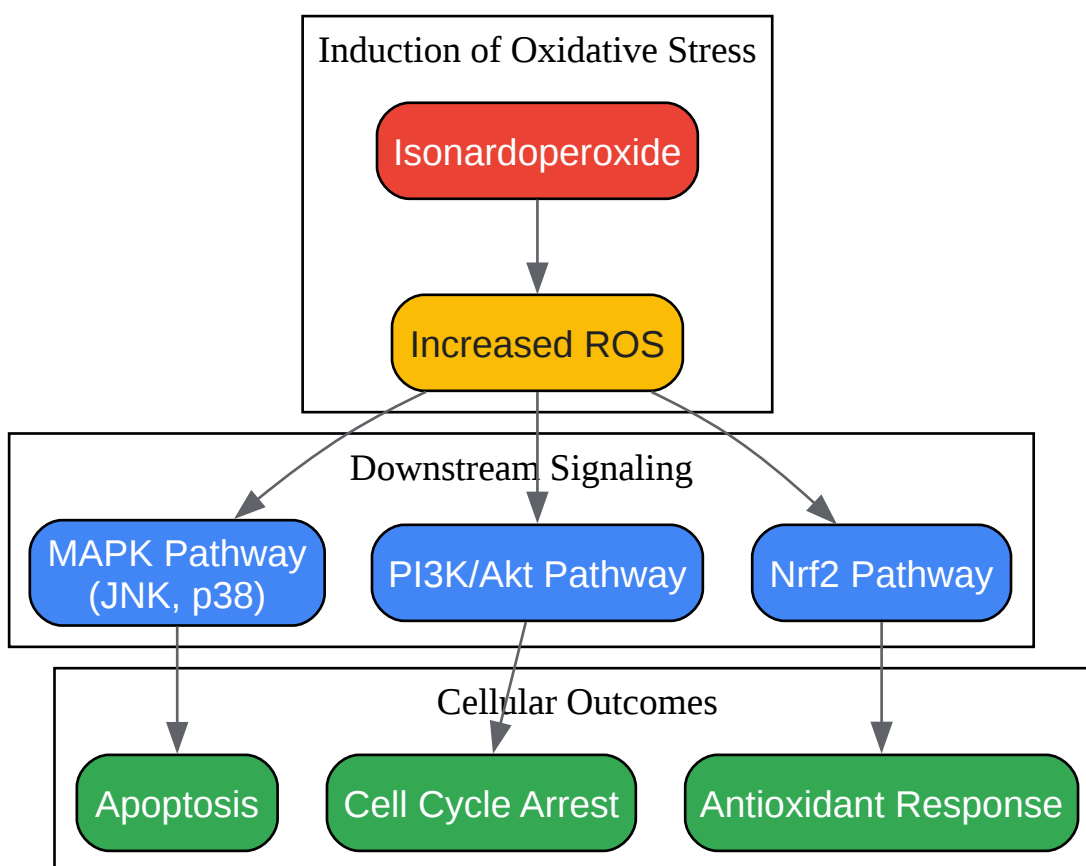 Induction of Oxidative Stress
Isonardoperoxide
Increased ROS
Downstream Signaling
MAPK Pathway
(JNK, p38)
PI3K/Akt Pathway
Nrf2 Pathway
Cellular Outcomes
Apoptosis
Cell Cycle Arrest
Antioxidant Response